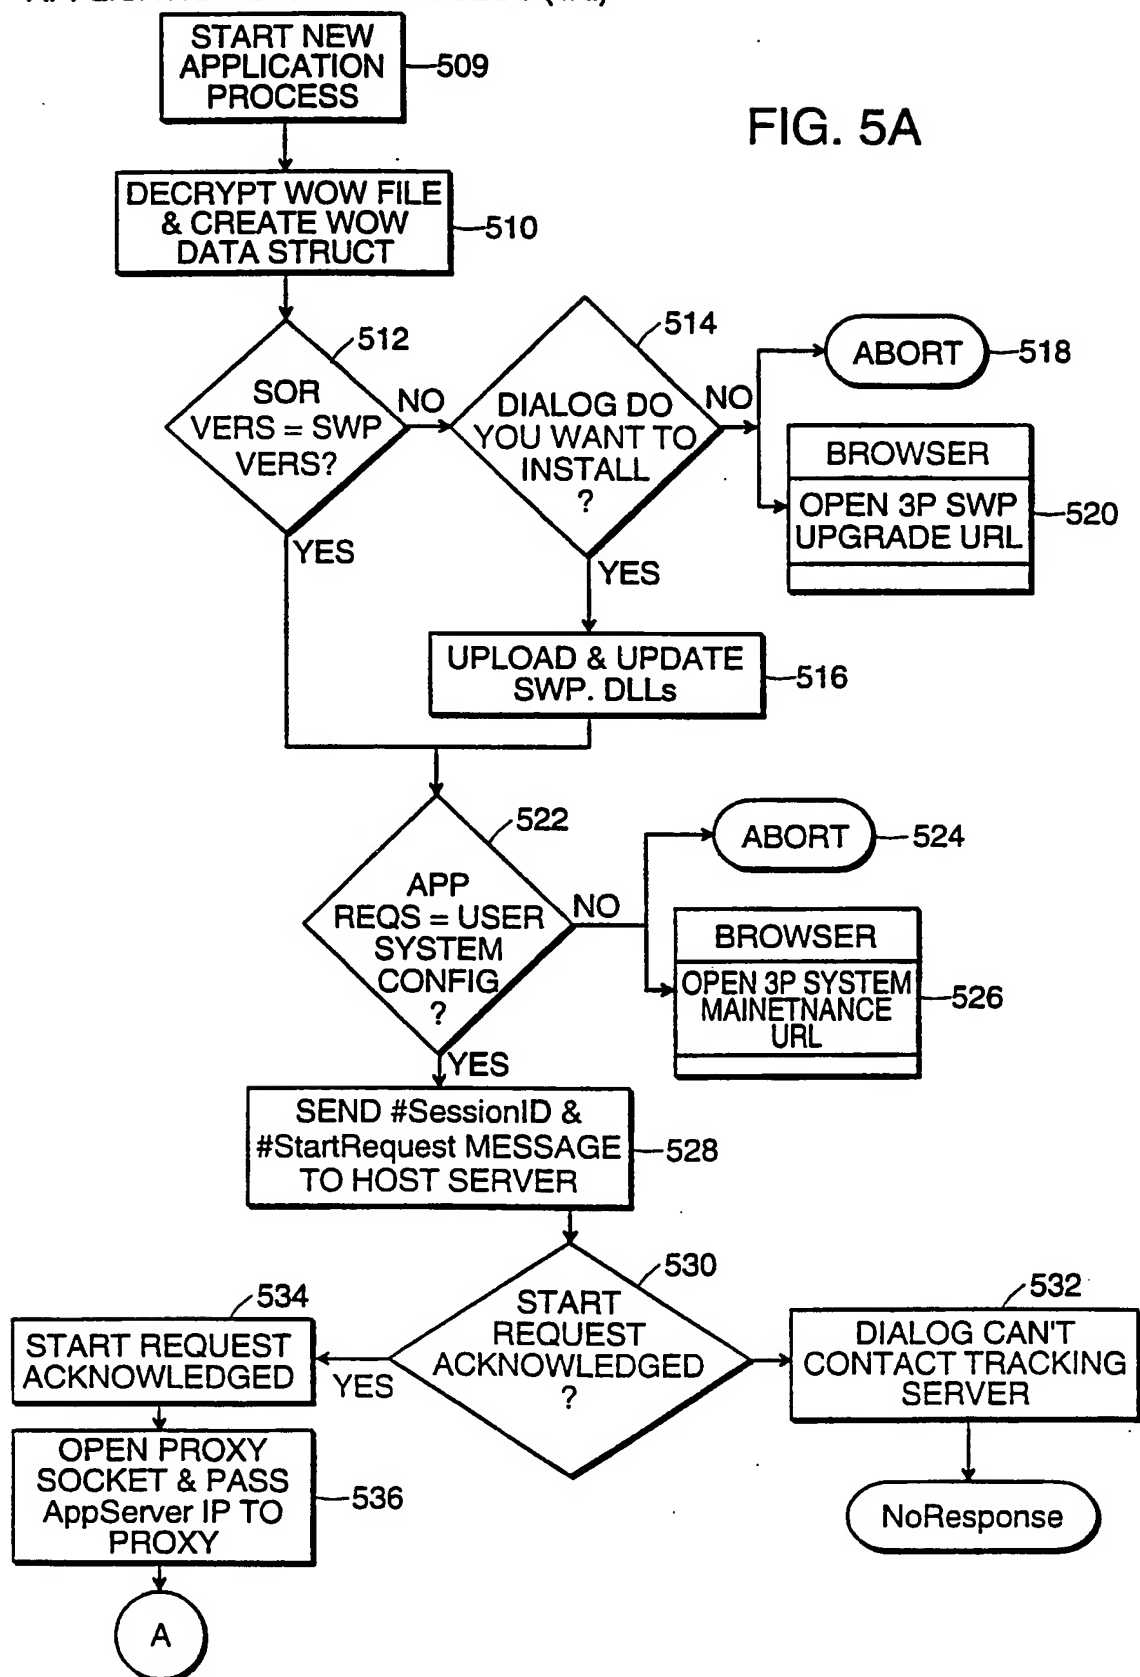 START NEW
APPLICATION
PROCESS
509
FIG. 5A
DECRYPT WOW FILE
& CREATE WOW
DATA STRUCT
510
512
SOR
VERS = SWP
VERS?
NO
YES
514
DIALOG DO
YOU WANT TO
INSTALL
?
NO
YES
ABORT
518
BROWSER
OPEN 3P SWP
UPGRADE URL
520
UPLOAD & UPDATE
SWP. DLLs
516
522
APP
REQS = USER
SYSTEM
CONFIG
?
NO
YES
ABORT
524
BROWSER
OPEN 3P SYSTEM
MAINETNANCE
URL
526
SEND #SessionID &
#StartRequest MESSAGE
TO HOST SERVER
528
530
START
REQUEST
ACKNOWLEDGED
?
YES
532
DIALOG CAN'T
CONTACT TRACKING
SERVER
NoResponse
534
START REQUEST
ACKNOWLEDGED
OPEN PROXY
SOCKET & PASS
AppServer IP TO
PROXY
536
A